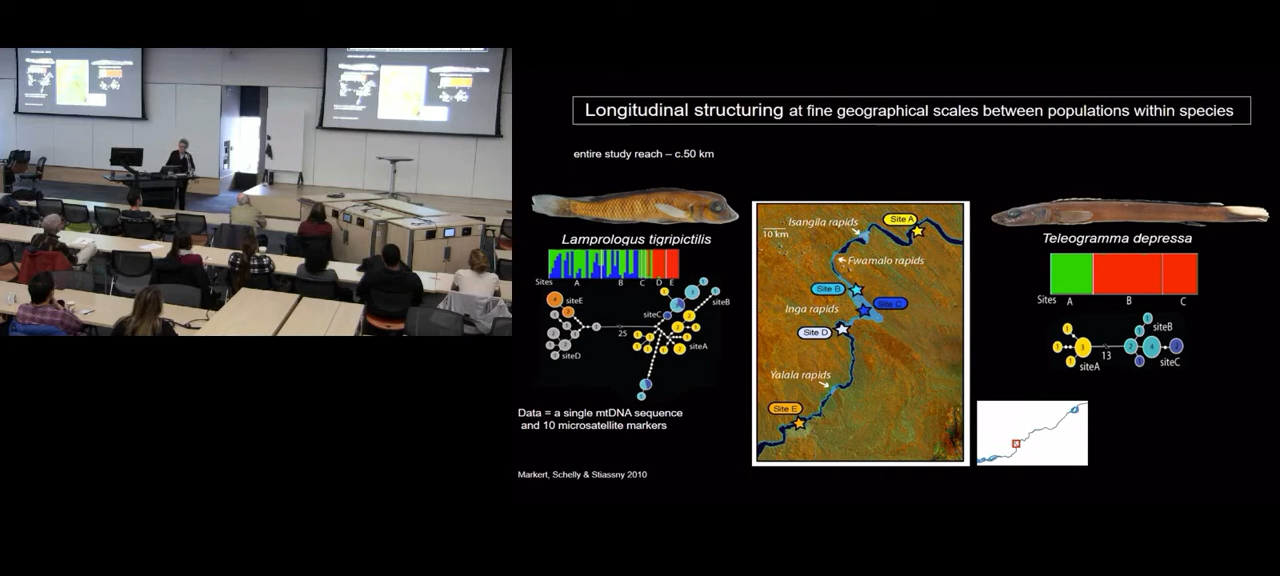 Longitudinal structuring at fine geographical scales between populations within species
entire study reach – c.50 km
Lamprologus tigripictilis
Sites A B C D E
siteE
siteD
25
siteC
siteB
siteA
Data = a single mtDNA sequence
and 10 microsatellite markers
Markert, Schelly & Stiassny 2010
Isangila rapids
Site A
10 km
Fwamalo rapids
Site B
Site C
Inga rapids
Site D
Yalala rapids
Site E
Teleogramma depressa
Sites A B C
siteB
siteA
13
siteC